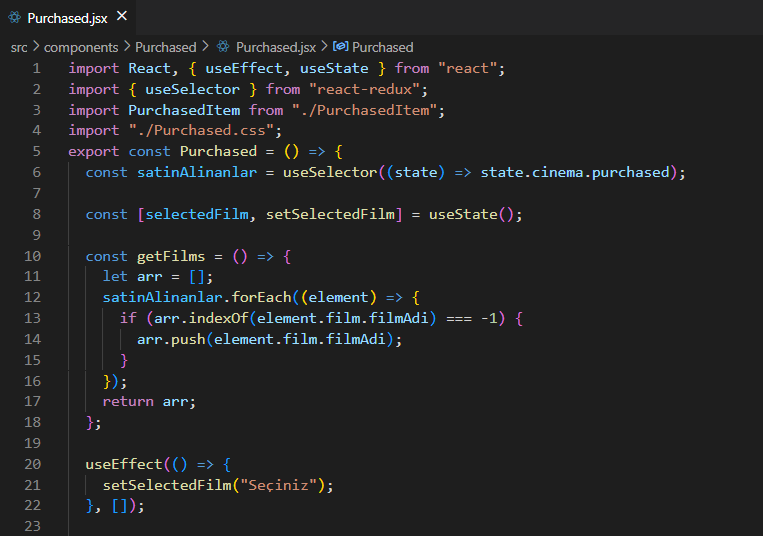 Purchased.jsx ×
src > components > Purchased > Purchased.jsx > Purchased
1 import React, { useEffect, useState } from "react";
2 import { useSelector } from "react-redux";
3 import PurchasedItem from "./PurchasedItem";
4 import "./Purchased.css";
5 export const Purchased = () => {
6   const satinAlinanlar = useSelector((state) => state.cinema.purchased);
7
8   const [selectedFilm, setSelectedFilm] = useState();
9
10   const getFilms = () => {
11     let arr = [];
12     satinAlinanlar.forEach((element) => {
13       if (arr.indexOf(element.film.filmAdi) === -1) {
14         arr.push(element.film.filmAdi);
15       }
16     });
17     return arr;
18   };
19
20   useEffect(() => {
21     setSelectedFilm("Seçiniz");
22   }, []);
23